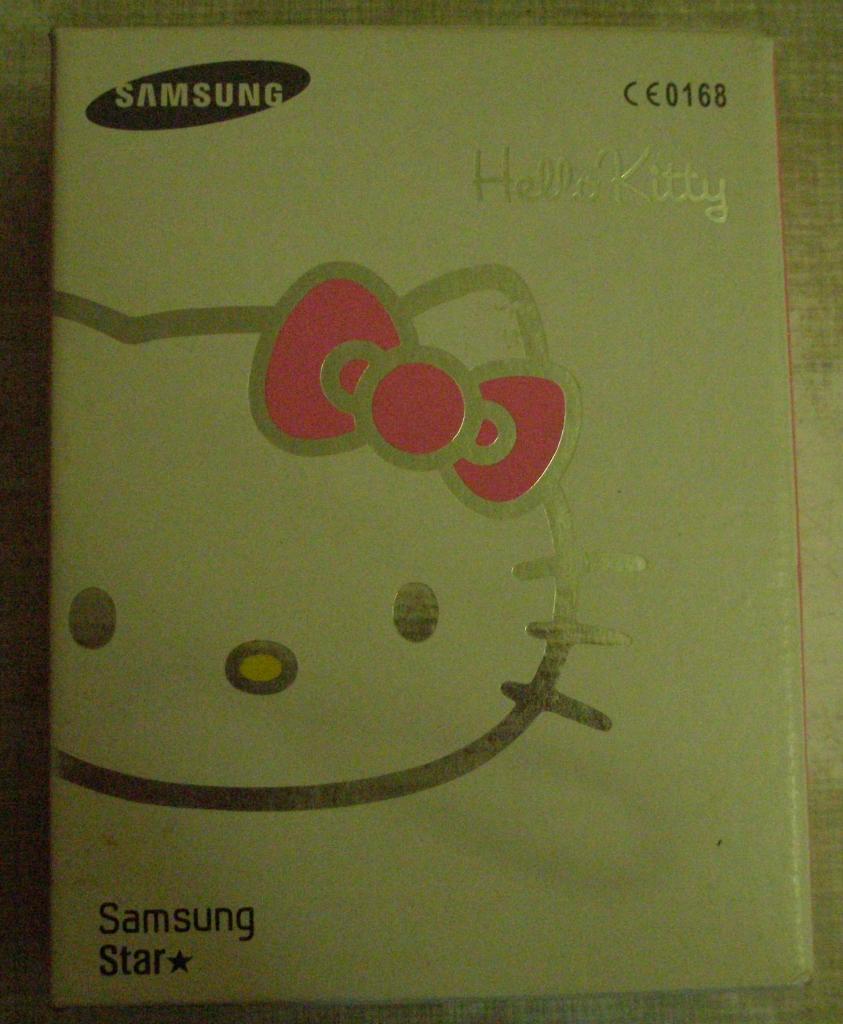 SAMSUNG
CE0168
Hello Kitty
Samsung
Star★